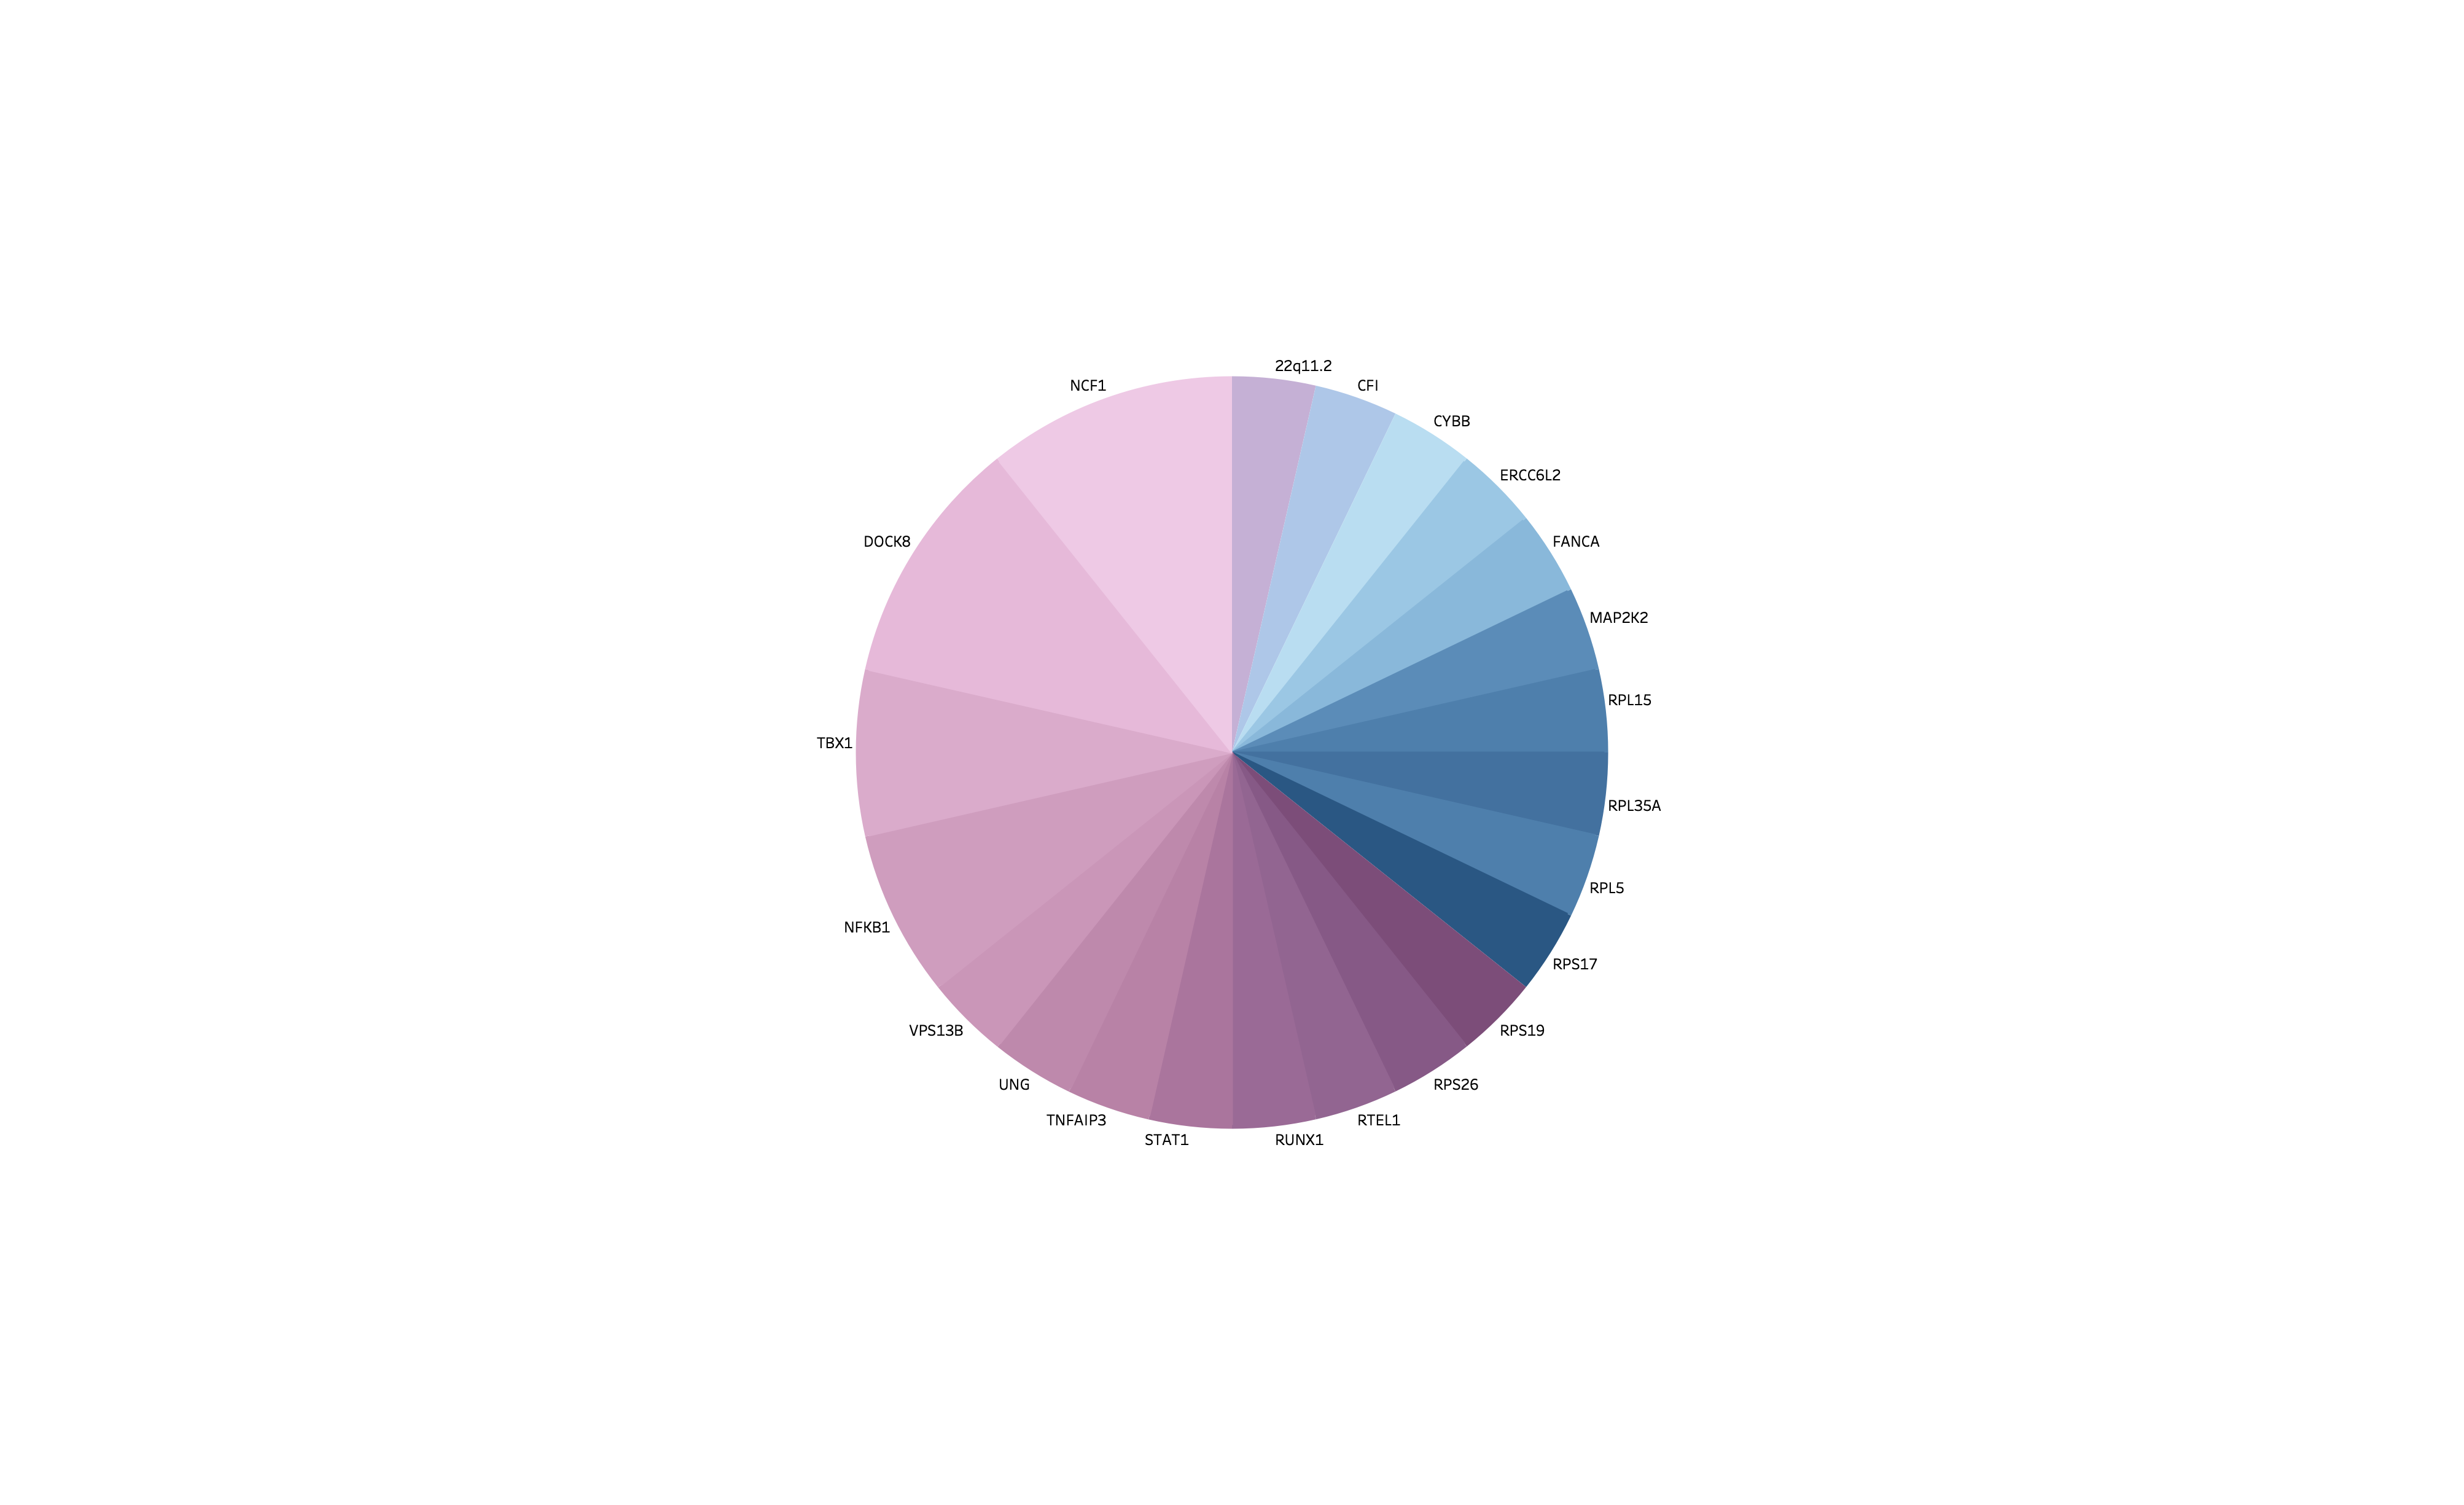 22q11.2
CFI
CYBB
ERCC6L2
FANCA
MAP2K2
RPL15
RPL35A
RPL5
RPS17
RPS19
RPS26
RTEL1
RUNX1
STAT1
TNFAIP3
UNG
VPS13B
NFKB1
TBX1
DOCK8
NCF1